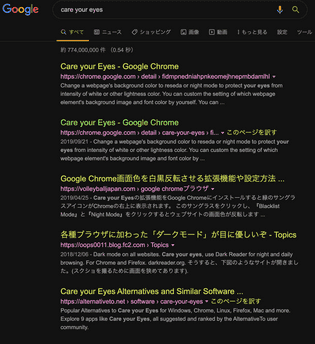 Google
care your eyes
すべて ニュース ショッピング 画像 動画 もっと見る 設定 ツール
約 774,000,000 件 (0.54 秒)
Care your Eyes - Google Chrome
https://chrome.google.com › detail
Change a webpage's background color to reseda or night mode to protect your eyes from
intensity of white or other lightness color. You can custom the setting of which webpage
element's background image and font color by yourself. You can ...
Care your Eyes - Google Chrome
https://chrome.google.com › detail › care-your-eyes › fi... このページを訳す
2019/09/21 - Change a webpage's background color to reseda or night mode to protect your
eyes from intensity of white or other lightness color. You can custom the setting of which
webpage element's background image and font color by ...
Google Chrome画面色を白黒反転させる拡張機能や設定方法 ...
https://volleyballjapan.com › google chromeブラウザ
2019/04/25 - Care your Eyesの拡張機能をGoogle Chromeにインストールすると緑のサングラ
スアイコンがChromeの右上に表示されます。 このサングラスをクリックし、「Blacklist
Mode」と「Night Mode」をクリックするとウェブサイトの画面色が反転します ...
各種ブラウザに加わった「ダークモード」が目に優しいぞ - Topics
https://oops0011.blog.fc2.com › Topics
2018/12/06 - Dark mode on all websites. Care your eyes, use Dark Reader for night and daily
browsing. For Chrome and Firefox. darkreader.org. そうすると、下図のようなサイトが開きまし
た。(スクショを撮るために画面を狭めてあります).
Care your Eyes Alternatives and Similar Software ...
https://alternativeto.net › software › care-your-eyes このページを訳す
Popular Alternatives to Care your Eyes for Windows, Chrome, Linux, Firefox, Mac and more.
Explore 9 apps like Care your Eyes, all suggested and ranked by the AlternativeTo user
community.